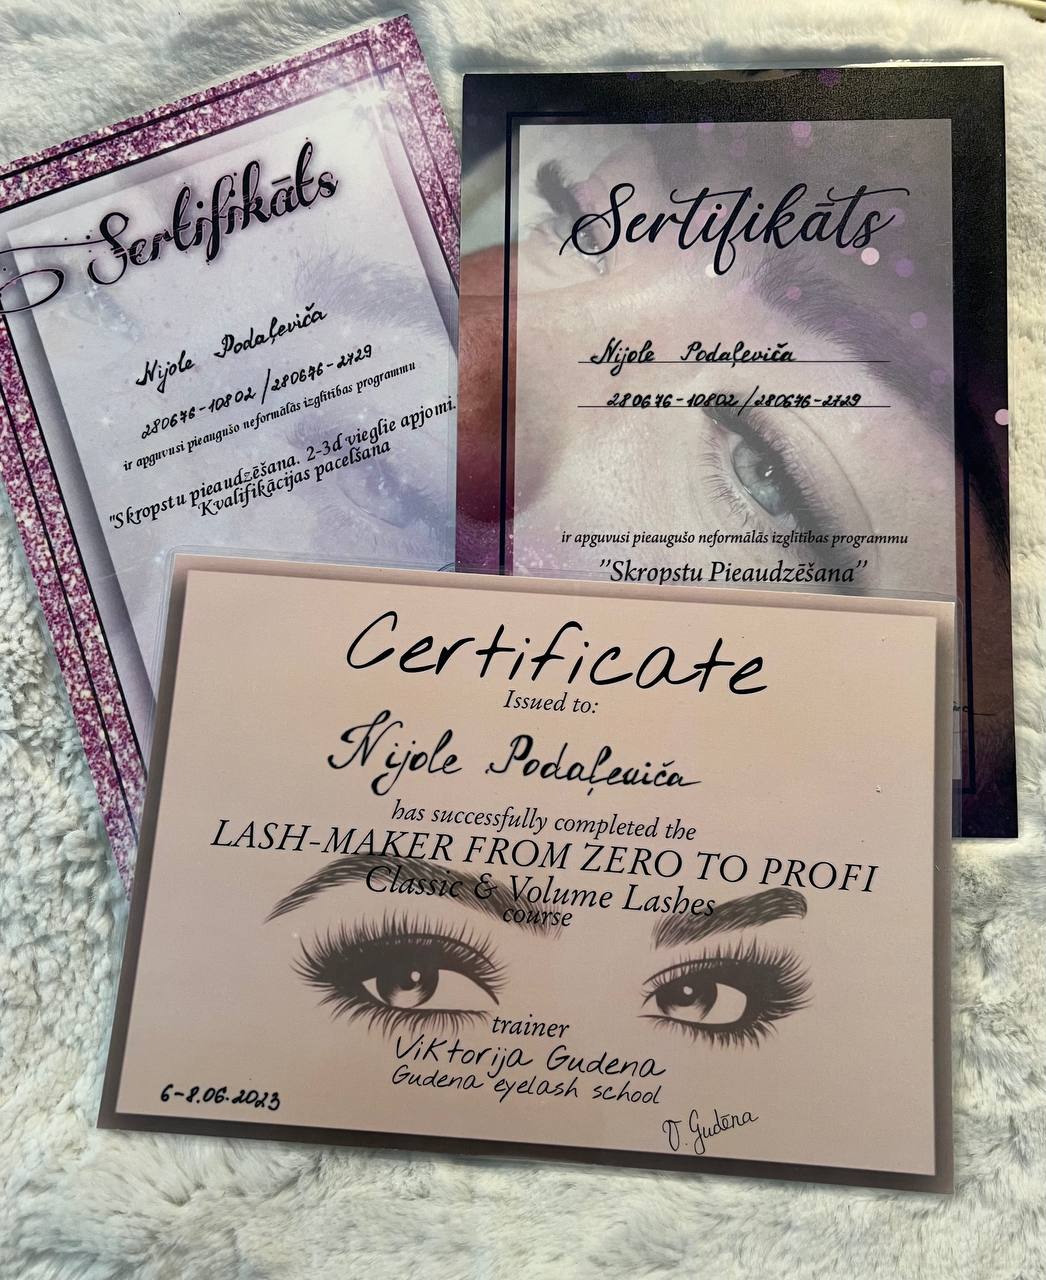 Sertifikāts
Nijole Podaļeviča
280676-10802/280676-2729
ir apguvusi pieaugušo neformālās izglītības programmu
"Skropstu pieaudzēšana. 2-3d vieglie apjomi.
Kvalifikācijas pacelšana
Sertifikāts
Nijole Podaļeviča
280676-10802/280676-2729
ir apguvusi pieaugušo neformālās izglītības programmu
"Skropstu Pieaudzēšana"
Certificate
Issued to:
Nijole Podaļeviča
has successfully completed the
LASH-MAKER FROM ZERO TO PROFI
Classic & Volume Lashes
course
trainer
Viktorija Gudena
Gudena eyelash school
6-8.06.2023
V. Gudēna